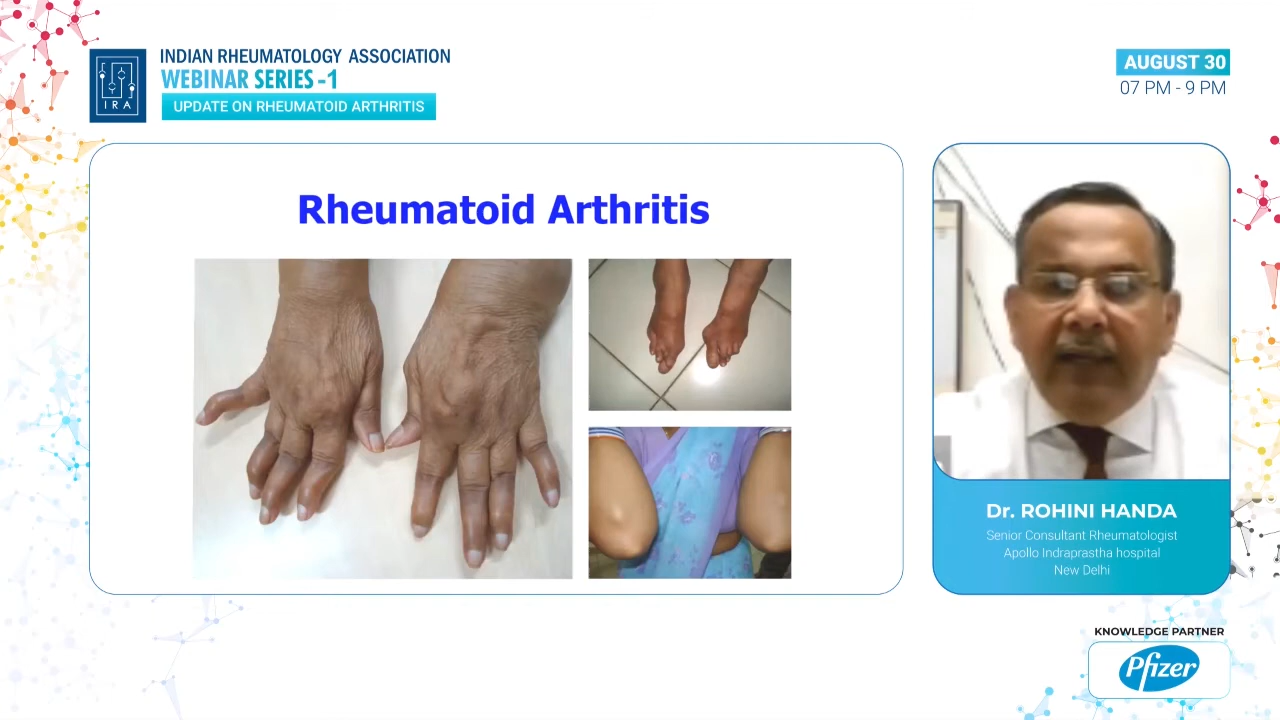 IRA
INDIAN RHEUMATOLOGY ASSOCIATION
WEBINAR SERIES -1
UPDATE ON RHEUMATOID ARTHRITIS
AUGUST 30
07 PM - 9 PM
Rheumatoid Arthritis
Dr. ROHINI HANDA
Senior Consultant Rheumatologist
Apollo Indraprastha hospital
New Delhi
KNOWLEDGE PARTNER
Pfizer